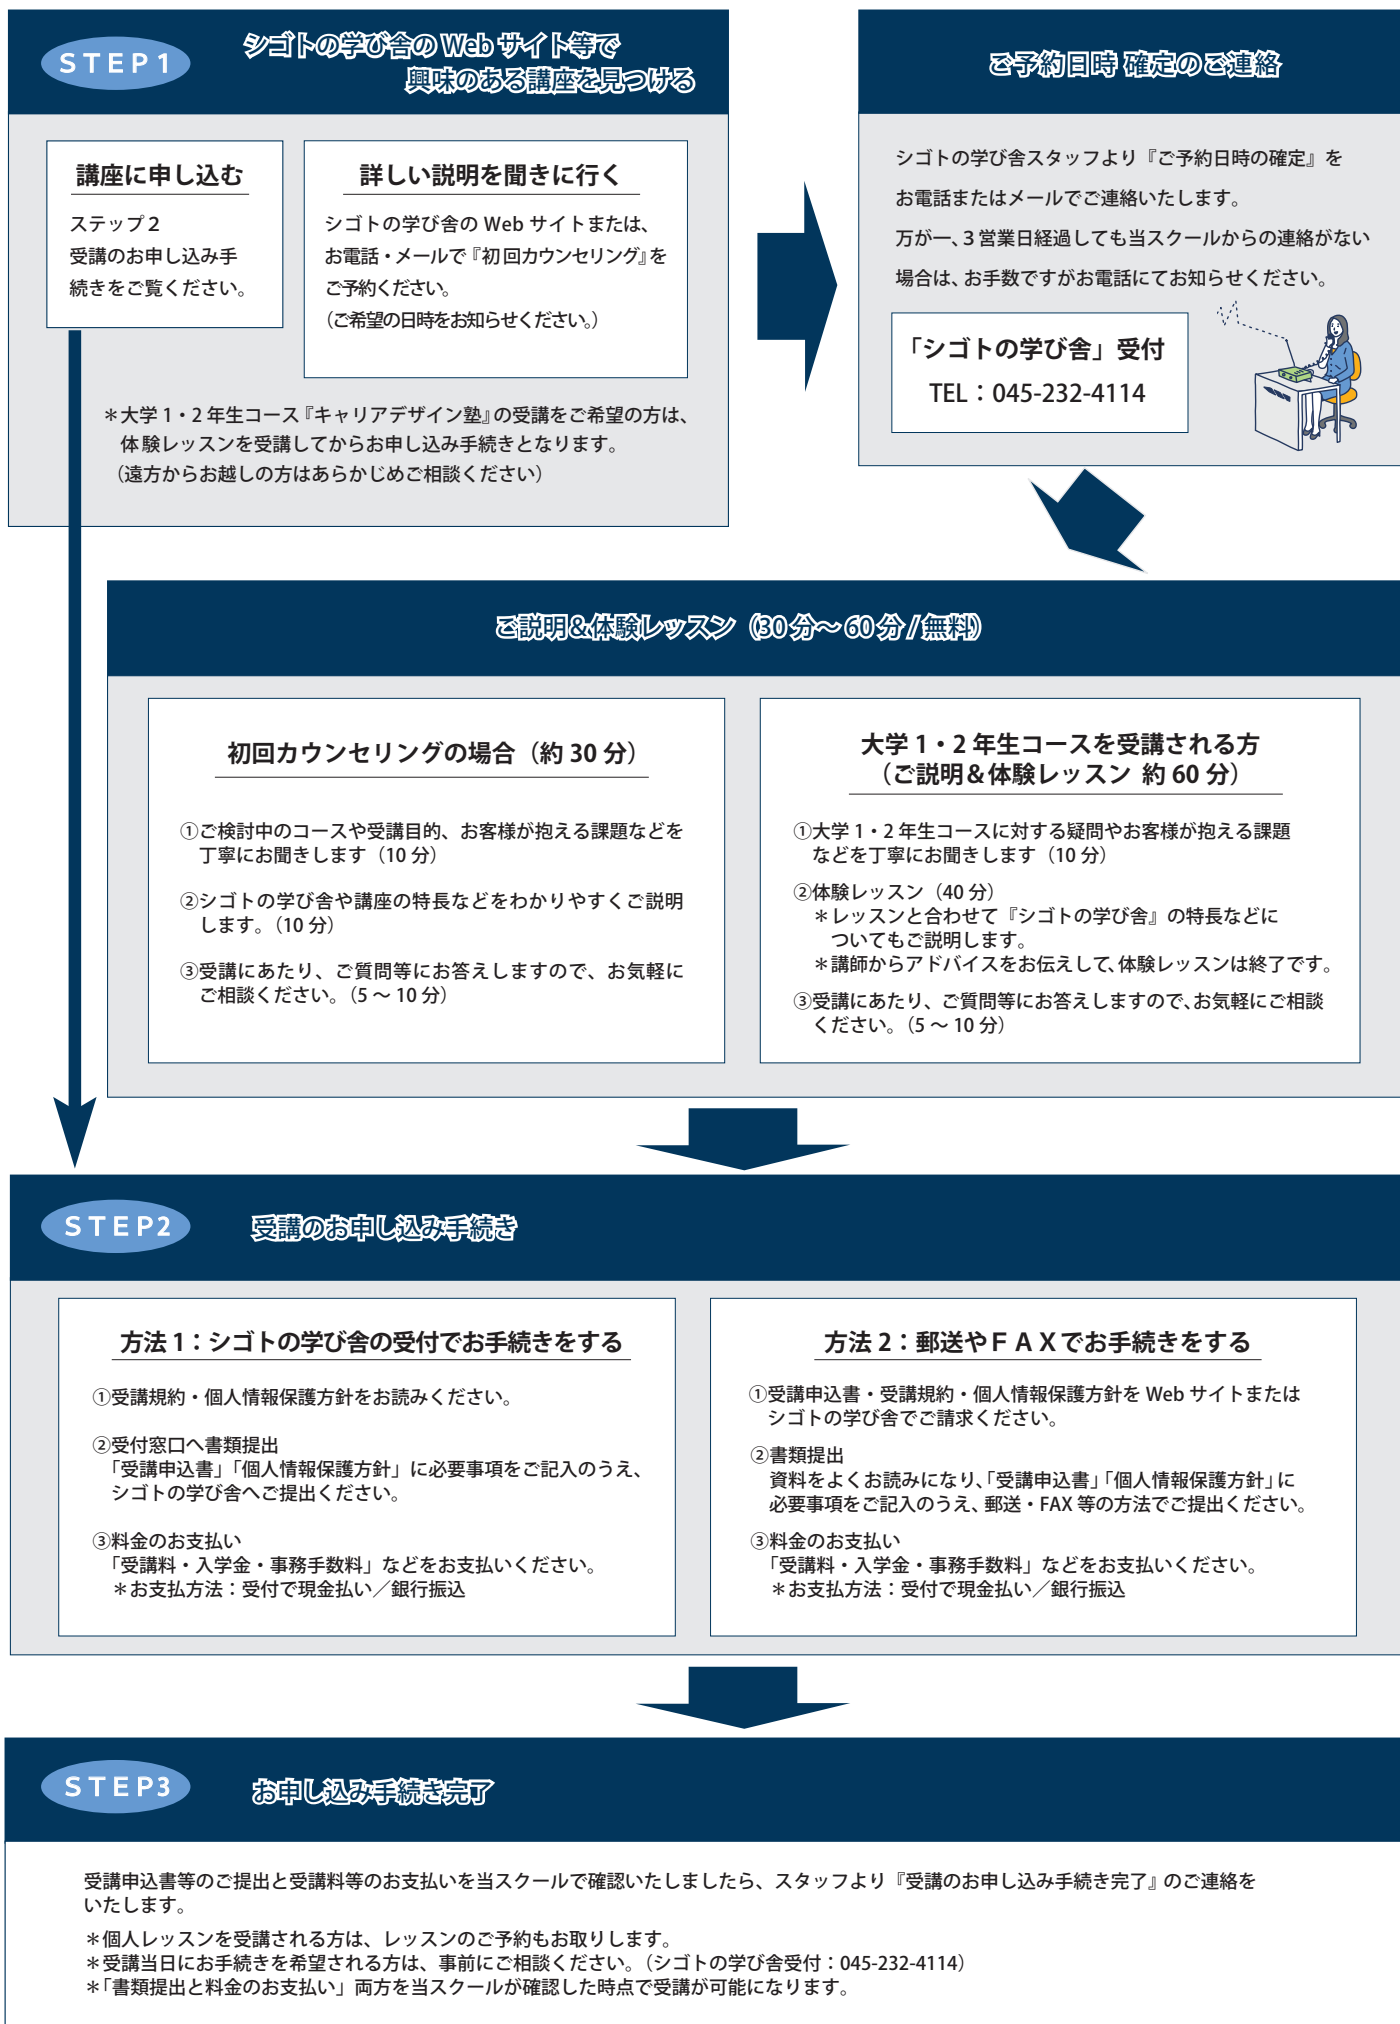 STEP1
シゴトの学び舎の Web サイト等で
興味のある講座を見つける
講座に申し込む
ステップ２
受講のお申し込み手
続きをご覧ください。
詳しい説明を聞きに行く
シゴトの学び舎の Web サイトまたは、
お電話・メールで『初回カウンセリング』を
ご予約ください。
（ご希望の日時をお知らせください。）
＊大学 1・2 年生コース『キャリアデザイン塾』の受講をご希望の方は、
体験レッスンを受講してからお申し込み手続きとなります。
（遠方からお越しの方はあらかじめご相談ください）
ご予約日時 確定のご連絡
シゴトの学び舎スタッフより『ご予約日時の確定』を
お電話またはメールでご連絡いたします。
万が一、3 営業日経過しても当スクールからの連絡がない
場合は、お手数ですがお電話にてお知らせください。
「シゴトの学び舎」受付
TEL：045-232-4114
ご説明＆体験レッスン（30 分～ 60 分 / 無料）
初回カウンセリングの場合（約 30 分）
①ご検討中のコースや受講目的、お客様が抱える課題などを
丁寧にお聞きします（10 分）
②シゴトの学び舎や講座の特長などをわかりやすくご説明
します。（10 分）
③受講にあたり、ご質問等にお答えしますので、お気軽に
ご相談ください。（5 ～ 10 分）
大学 1・2 年生コースを受講される方
（ご説明＆体験レッスン 約 60 分）
①大学 1・2 年生コースに対する疑問やお客様が抱える課題
などを丁寧にお聞きします（10 分）
②体験レッスン（40 分）
＊レッスンと合わせて『シゴトの学び舎』の特長などに
ついてもご説明します。
＊講師からアドバイスをお伝えして、体験レッスンは終了です。
③受講にあたり、ご質問等にお答えしますので、お気軽にご相談
ください。（5 ～ 10 分）
STEP2
受講のお申し込み手続き
方法 1：シゴトの学び舎の受付でお手続きをする
①受講規約・個人情報保護方針をお読みください。
②受付窓口へ書類提出
「受講申込書」「個人情報保護方針」に必要事項をご記入のうえ、
シゴトの学び舎へご提出ください。
③料金のお支払い
「受講料・入学金・事務手数料」などをお支払いください。
＊お支払方法：受付で現金払い／銀行振込
方法 2：郵送やＦＡＸでお手続きをする
①受講申込書・受講規約・個人情報保護方針を Web サイトまたは
シゴトの学び舎でご請求ください。
②書類提出
資料をよくお読みになり、「受講申込書」「個人情報保護方針」に
必要事項をご記入のうえ、郵送・FAX 等の方法でご提出ください。
③料金のお支払い
「受講料・入学金・事務手数料」などをお支払いください。
＊お支払方法：受付で現金払い／銀行振込
STEP3
お申し込み手続き完了
受講申込書等のご提出と受講料等のお支払いを当スクールで確認いたしましたら、スタッフより『受講のお申し込み手続き完了』のご連絡を
いたします。
＊個人レッスンを受講される方は、レッスンのご予約もお取りします。
＊受講当日にお手続きを希望される方は、事前にご相談ください。（シゴトの学び舎受付：045-232-4114）
＊「書類提出と料金のお支払い」両方を当スクールが確認した時点で受講が可能になります。